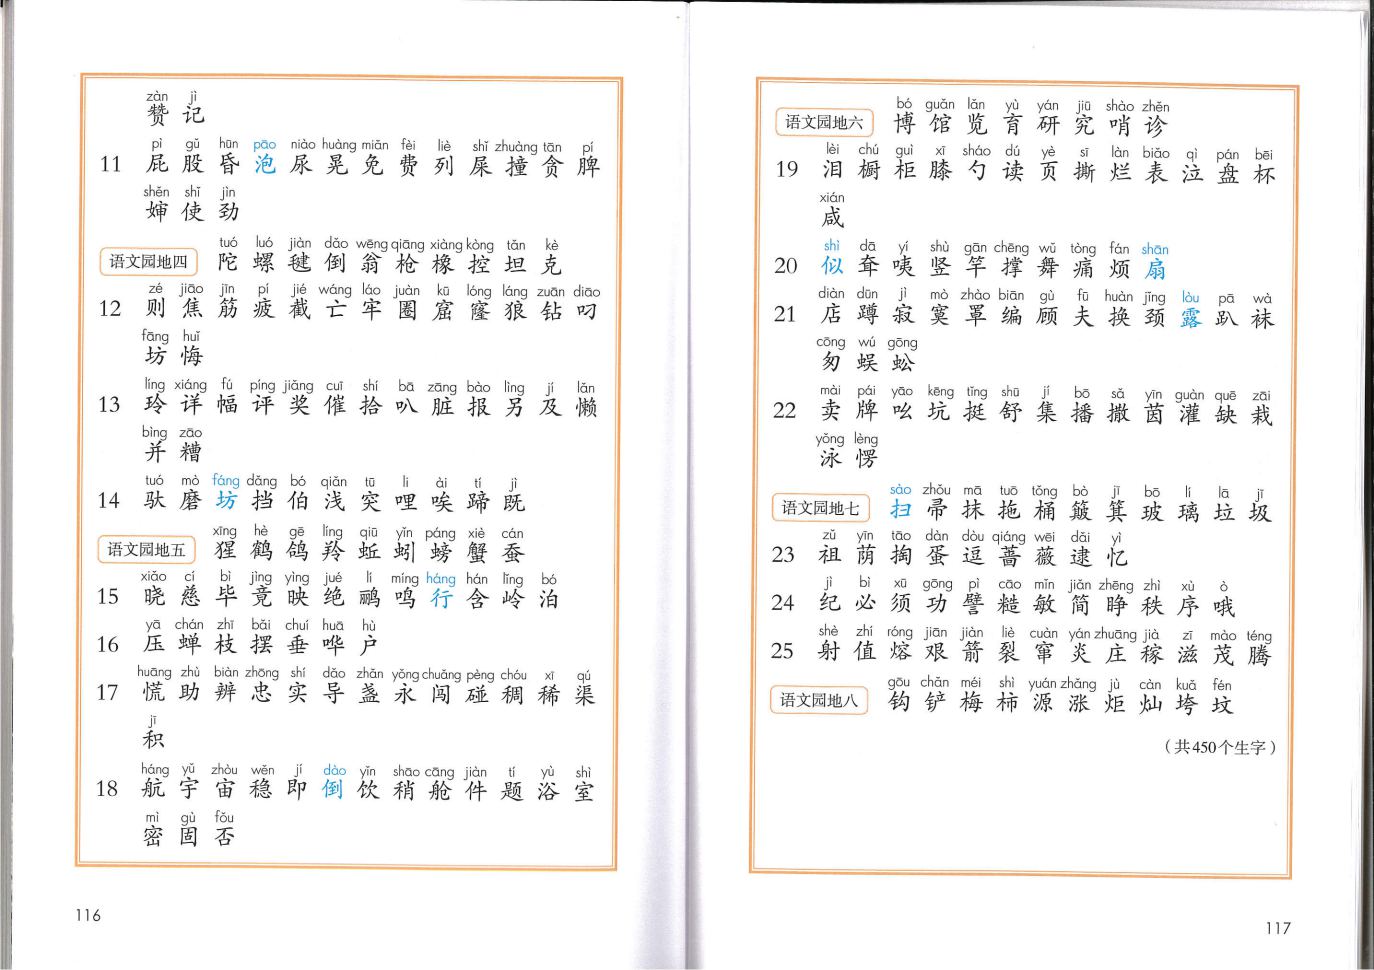 zàn jì
赞 记
pì gǔ hūn pāo niào huàng miǎn fèi liè shǐ zhuàng tān pí
11 屁 股 昏 泡 尿 晃 免 费 列 屎 撞 贪 脾
shěn shǐ jìn
婶 使 劲
tuó luó jiàn dǎo wēng qiāng xiàng kòng tǎn kè
语文园地四 陀 螺 毽 倒 翁 枪 橡 控 坦 克
zé jiāo jīn pí jié wáng láo juàn kū lóng láng zuān diāo
12 则 焦 筋 疲 截 亡 牢 圈 窟 窿 狼 钻 叼
fāng huǐ
坊 悔
líng xiáng fú píng jiǎng cuī shí bā zāng bào lìng jí lǎn
13 玲 详 幅 评 奖 催 拾 叭 脏 报 另 及 懒
bìng zāo
并 糟
tuó mò fáng dǎng bó qiǎn tū li ài tí jì
14 驮 磨 坊 挡 伯 浅 突 哩 唉 蹄 既
xīng hè gē líng qiū yǐn páng xiè cán
语文园地五 猩 鹤 鸽 羚 蚯 蚓 螃 蟹 蚕
xiǎo cí bì jìng yìng jué lí míng háng hán lǐng bó
15 晓 慈 毕 竟 映 绝 鹂 鸣 行 含 岭 泊
yā chán zhī bǎi chuí huā hù
16 压 蝉 枝 摆 垂 哗 户
huāng zhù biàn zhōng shí dǎo zhǎn yǒng chuǎng pèng chóu xī qú
17 慌 助 辨 忠 实 导 盏 永 闯 碰 稠 稀 渠
jī
积
háng yǔ zhòu wěn jí dào yǐn shāo cāng jiàn tí yù shì
18 航 宇 宙 稳 即 倒 饮 稍 舱 件 题 浴 室
mì gù fǒu
密 固 否
116
bó guǎn lǎn yù yán jiū shào zhěn
语文园地六 博 馆 览 育 研 究 哨 诊
lèi chú guì xī sháo dú yè sī làn biǎo qì pán bēi
19 泪 橱 柜 膝 勺 读 页 撕 烂 表 泣 盘 杯
xián
咸
shì dā yí shù gān chēng wǔ tòng fán shān
20 似 耷 咦 竖 竿 撑 舞 痛 烦 扇
diàn dūn jì mò zhào biān gù fū huàn jǐng lòu pā wà
21 店 蹲 寂 寞 罩 编 顾 夫 换 颈 露 趴 袜
cōng wú gōng
匆 蜈 蚣
mài pái yāo kēng tǐng shū jí bō sǎ yīn guàn quē zāi
22 卖 牌 吆 坑 挺 舒 集 播 撒 茵 灌 缺 栽
yǒng lèng
泳 愣
sào zhǒu mā tuō tǒng bò jī bō lí lā jī
语文园地七 扫 帚 抹 拖 桶 簸 箕 玻 璃 垃 圾
zǔ yīn tāo dàn dòu qiáng wēi dǎi yì
23 祖 荫 掏 蛋 逗 蔷 薇 逮 忆
jì bì xū gōng pì cāo mǐn jiǎn zhēng zhì xù ò
24 纪 必 须 功 譬 糙 敏 简 睁 秩 序 哦
shè zhí róng jiān jiàn liè cuàn yán zhuāng jià zī mào téng
25 射 值 熔 艰 箭 裂 窜 炎 庄 稼 滋 茂 腾
gōu chǎn méi shì yuán zhǎng jù càn kuǎ fén
语文园地八 钩 铲 梅 柿 源 涨 炬 灿 垮 坟
（共450个生字）
117